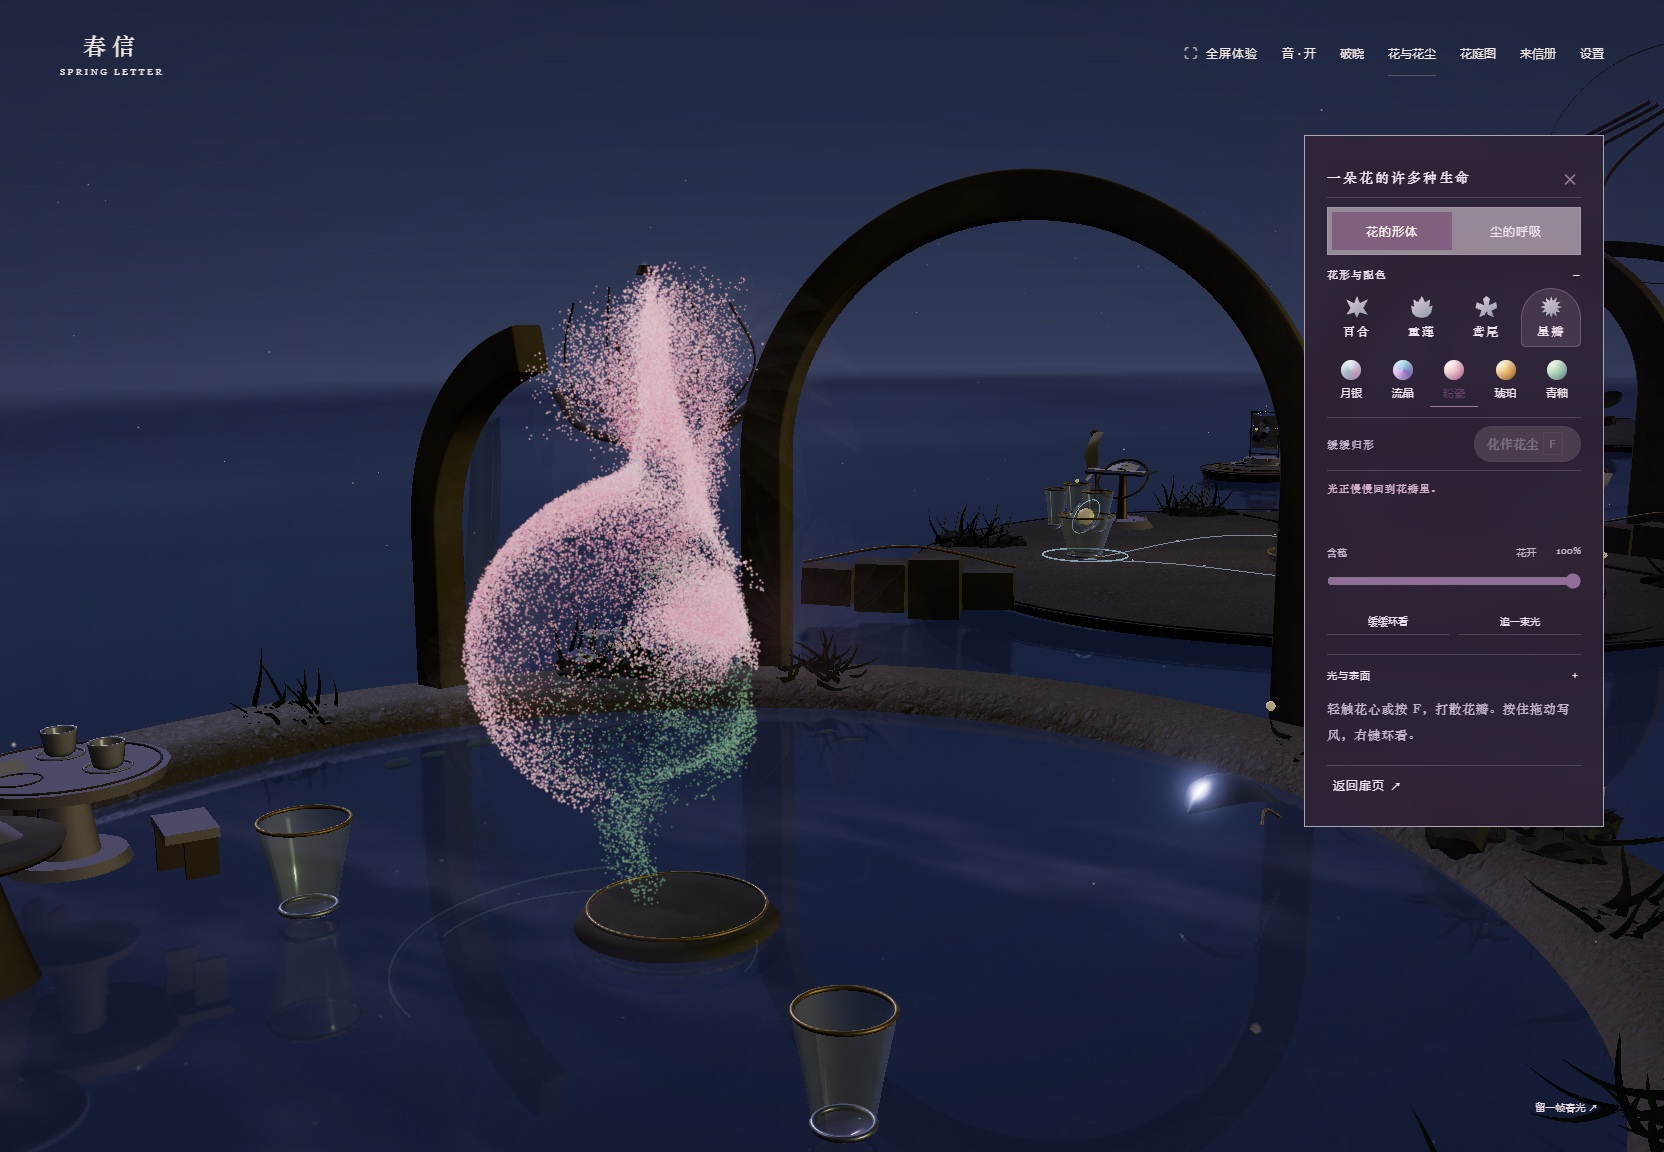 春信
SPRING LETTER
全屏体验 音·开 破晓 花与花尘 花庭图 来信册 设置
一朵花的许多种生命
花的形体 尘的呼吸
花形与配色
百合 重莲 鸢尾 星瓣
月银 流晶 粉瓷 琥珀 青釉
缓缓归形 化作花尘 F
光正慢慢回到花瓣里。
含苞 花开 100%
缓缓环看 追一束光
光与表面 +
轻触花心或按 F，打散花瓣。按住拖动写
风，右键环看。
返回扉页 ↗
留一帧春光 ↗